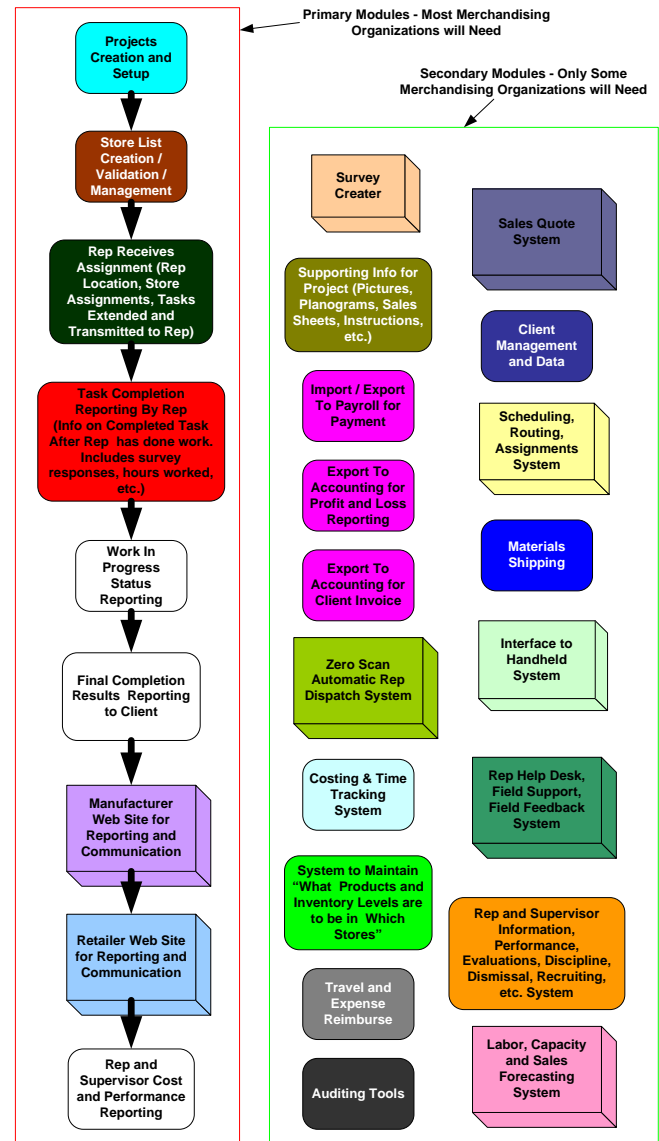 Primary Modules - Most Merchandising
Organizations will Need
Projects
Creation and
Setup
Store List
Creation /
Validation /
Management
Rep Receives
Assignment (Rep
Location, Store
Assignments, Tasks
Extended and
Transmitted to Rep)
Task Completion
Reporting By Rep
(Info on Completed Task
After Rep has done work.
Includes survey
responses, hours worked,
etc.)
Work In
Progress
Status
Reporting
Final Completion
Results Reporting
to Client
Manufacturer
Web Site for
Reporting and
Communication
Retailer Web Site
for Reporting and
Communication
Rep and
Supervisor Cost
and Performance
Reporting
Secondary Modules - Only Some
Merchandising Organizations will Need
Survey
Creater
Supporting Info for
Project (Pictures,
Planograms, Sales
Sheets, Instructions,
etc.)
Import / Export
To Payroll for
Payment
Export To
Accounting for
Profit and Loss
Reporting
Export To
Accounting for
Client Invoice
Zero Scan
Automatic Rep
Dispatch System
Costing & Time
Tracking
System
System to Maintain
“What Products and
Inventory Levels are
to be in Which
Stores”
Travel and
Expense
Reimburse
Auditing Tools
Sales Quote
System
Client
Management
and Data
Scheduling,
Routing,
Assignments
System
Materials
Shipping
Interface to
Handheld
System
Rep Help Desk,
Field Support,
Field Feedback
System
Rep and Supervisor
Information,
Performance,
Evaluations, Discipline,
Dismissal, Recruiting,
etc. System
Labor, Capacity
and Sales
Forecasting
System